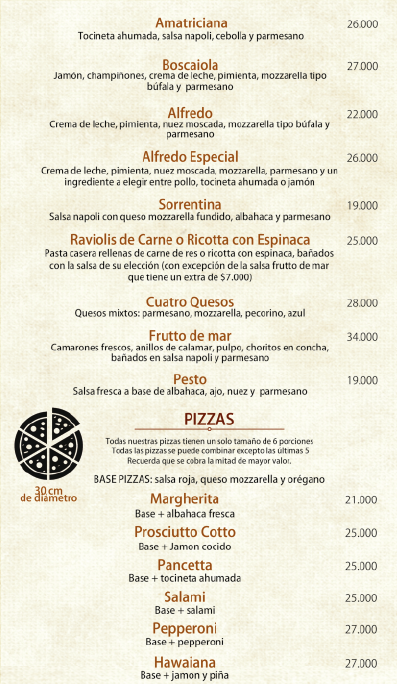 Amatriciana 26.000
Tocineta ahumada, salsa napoli, cebolla y parmesano
Boscaiola 27.000
Jamón, champiñones, crema de leche, pimienta, mozzarella tipo
búfala y parmesano
Alfredo 22.000
Crema de leche, pimienta, nuez moscada, mozzarella tipo búfala y
parmesano
Alfredo Especial 26.000
Crema de leche, pimienta, nuez moscada, mozzarella, parmesano y un
ingrediente a elegir entre pollo, tocineta ahumada o jamón
Sorrentina 19.000
Salsa napoli con queso mozzarella fundido, albahaca y parmesano
Raviolis de Carne o Ricotta con Espinaca 25.000
Pasta casera rellenas de carne de res o ricotta con espinaca, bañados
con la salsa de su elección (con excepción de la salsa frutto de mar
que tiene un extra de $7.000)
Cuatro Quesos 28.000
Quesos mixtos: parmesano, mozzarella, pecorino, azul
Frutto de mar 34.000
Camarones frescos, anillos de calamar, pulpo, choritos en concha,
bañados en salsa napoli y parmesano
Pesto 19.000
Salsa fresca a base de albahaca, ajo, nuez y parmesano
PIZZAS
Todas nuestras pizzas tienen un solo tamaño de 6 porciones
Todas las pizzas se puede combinar excepto las últimas 5
Recuerda que se cobra la mitad de mayor valor.
30 cm
de diámetro
BASE PIZZAS: salsa roja, queso mozzarella y orégano
Margherita 21.000
Base + albahaca fresca
Prosciutto Cotto 25.000
Base + Jamon cocido
Pancetta 25.000
Base + tocineta ahumada
Salami 25.000
Base + salami
Pepperoni 27.000
Base + pepperoni
Hawaiana 27.000
Base + jamon y piña